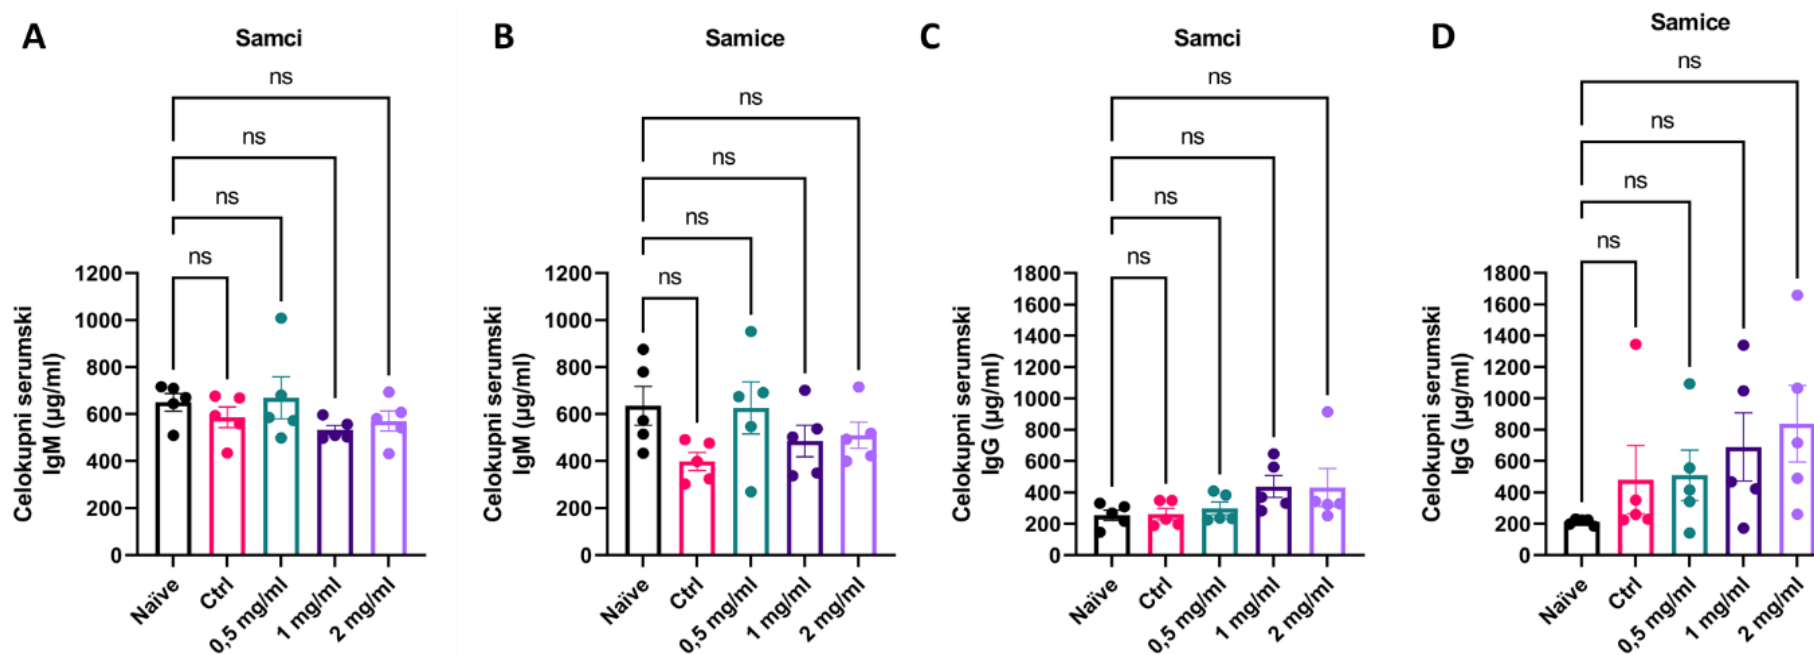 A
Samci
ns
ns
ns
ns
Celokupni serumski
IgM (µg/ml)
1200
1000
800
600
400
200
0
Naïve
Ctrl
0,5 mg/ml
1 mg/ml
2 mg/ml
B
Samice
ns
ns
ns
ns
Celokupni serumski
IgM (µg/ml)
1200
1000
800
600
400
200
0
Naïve
Ctrl
0,5 mg/ml
1 mg/ml
2 mg/ml
C
Samci
ns
ns
ns
ns
Celokupni serumski
IgG (µg/ml)
1800
1600
1400
1200
1000
800
600
400
200
0
Naïve
Ctrl
0,5 mg/ml
1 mg/ml
2 mg/ml
D
Samice
ns
ns
ns
ns
Celokupni serumski
IgG (µg/ml)
1800
1600
1400
1200
1000
800
600
400
200
0
Naïve
Ctrl
0,5 mg/ml
1 mg/ml
2 mg/ml